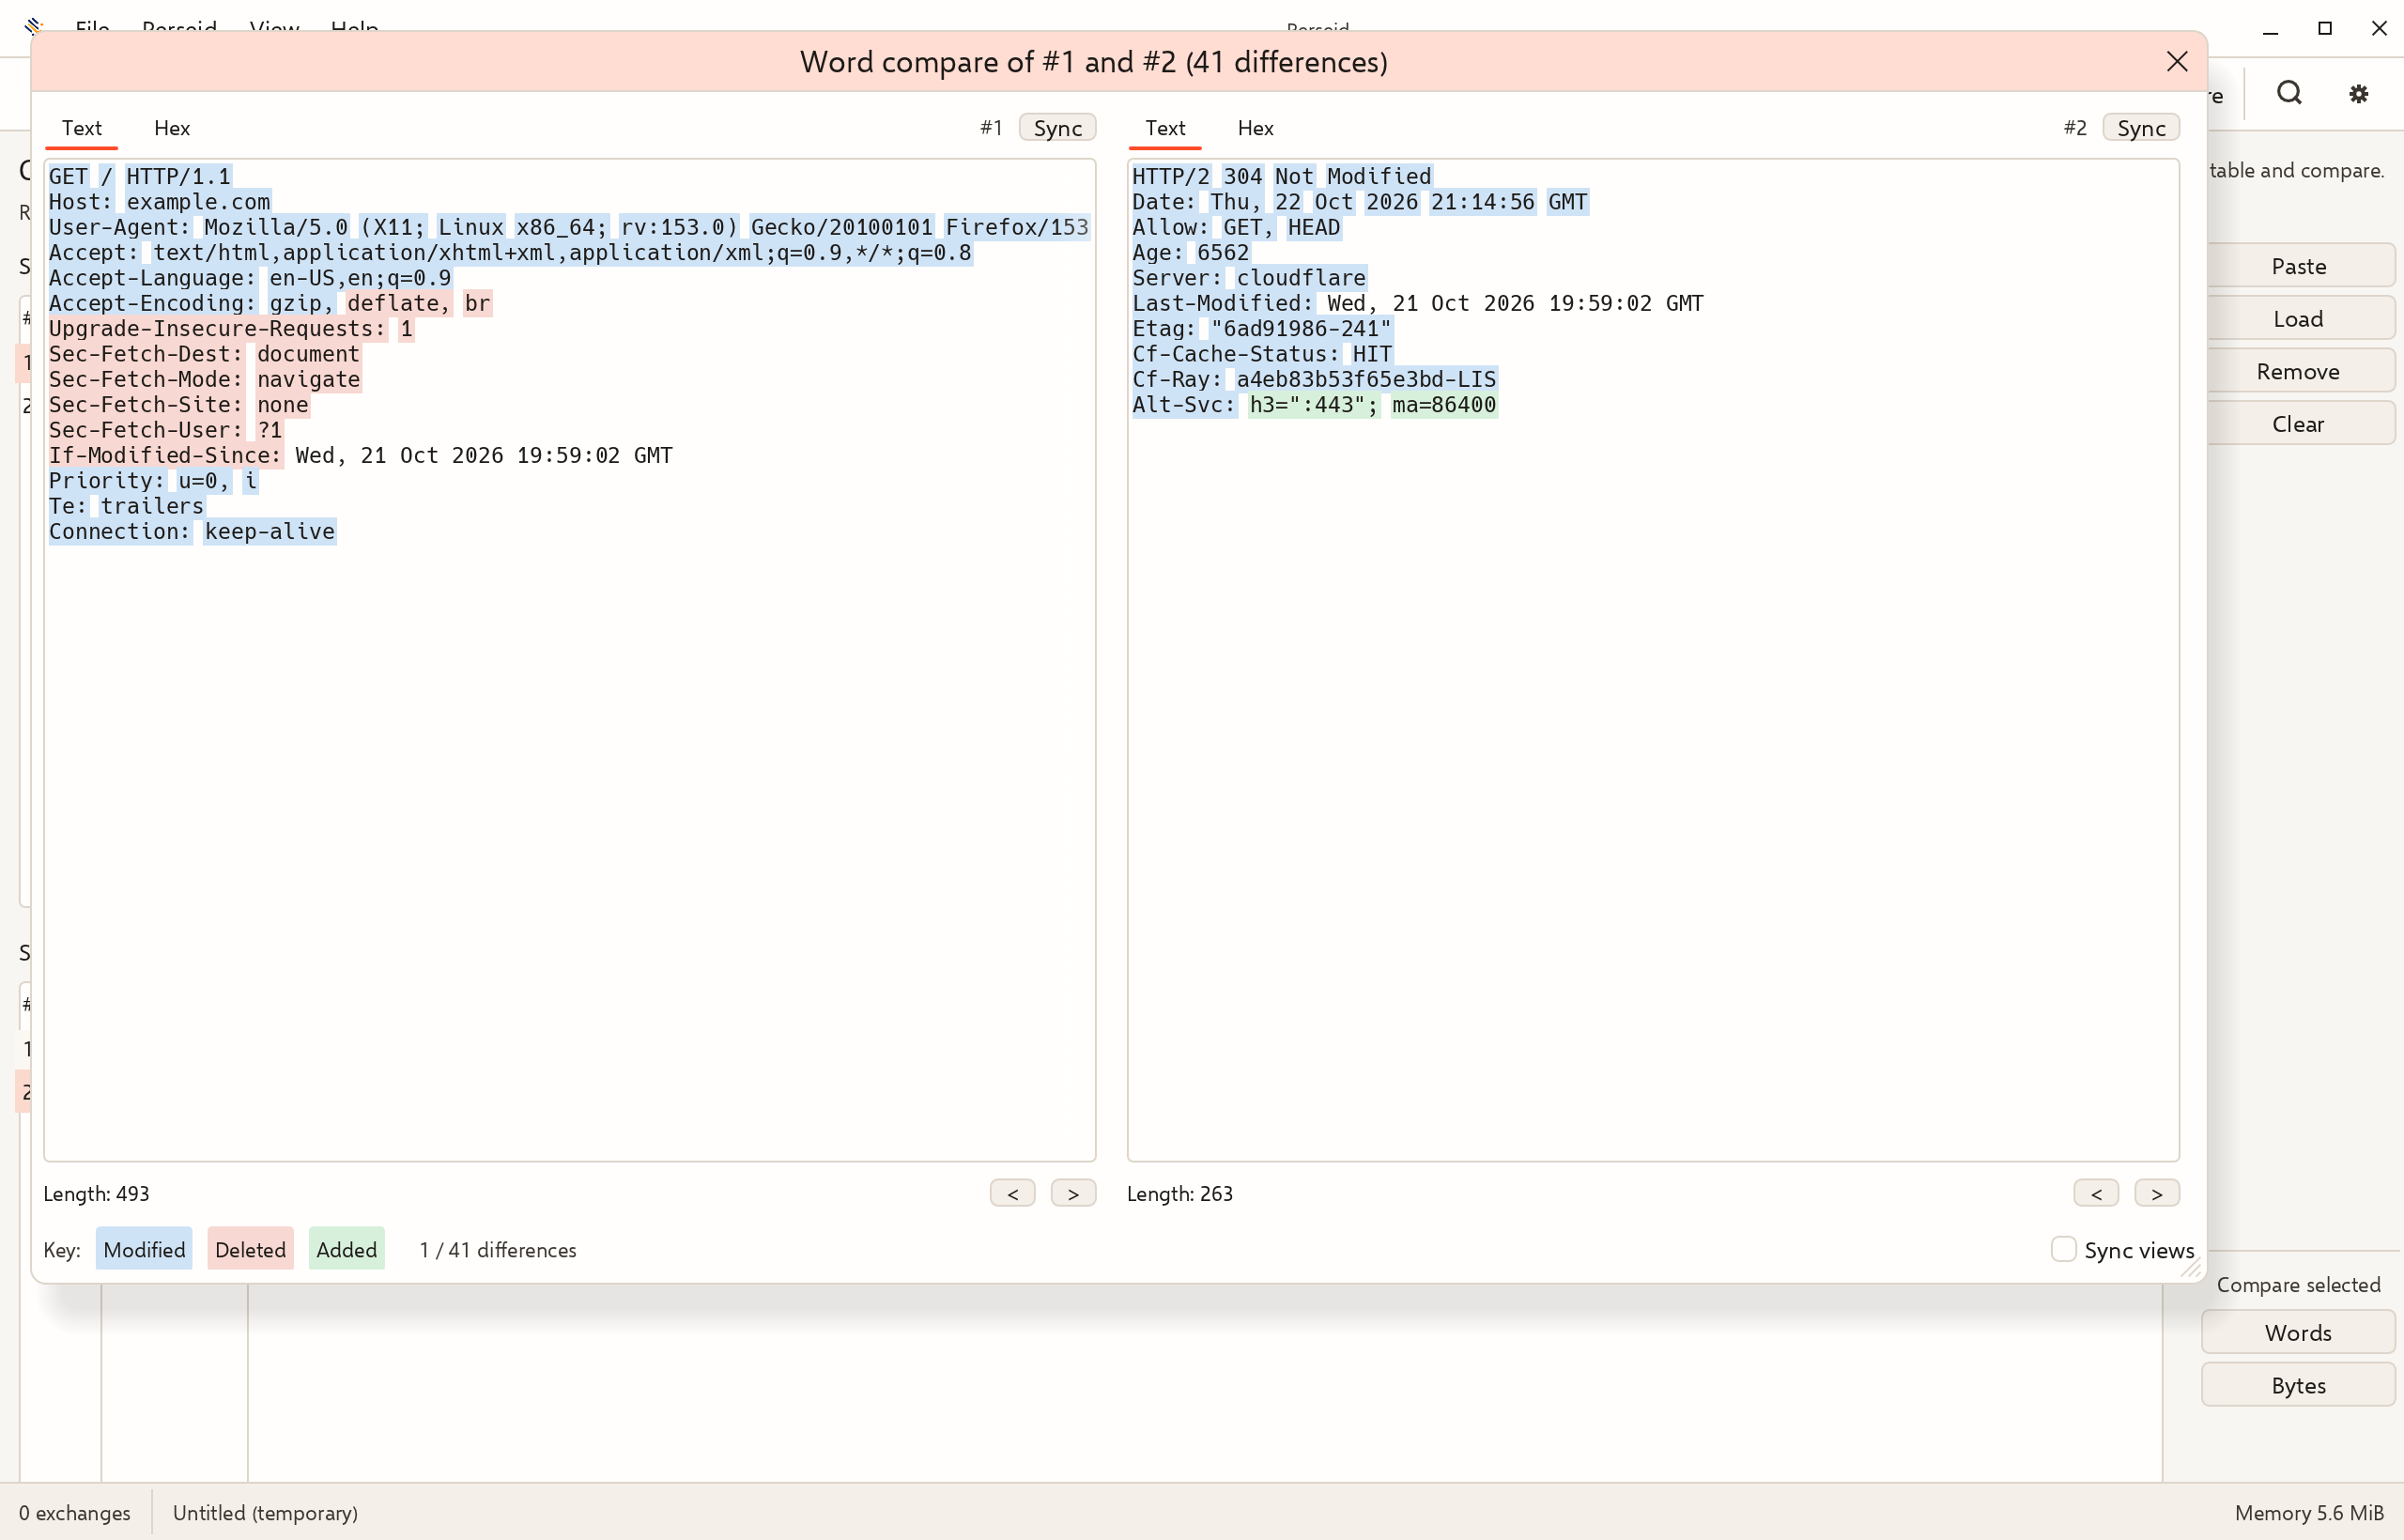 File Perseid View Help
Perseid
Word compare of #1 and #2 (41 differences)
Text Hex #1 Sync
GET / HTTP/1.1
Host: example.com
User-Agent: Mozilla/5.0 (X11; Linux x86_64; rv:153.0) Gecko/20100101 Firefox/153
Accept: text/html,application/xhtml+xml,application/xml;q=0.9,*/*;q=0.8
Accept-Language: en-US,en;q=0.9
Accept-Encoding: gzip, deflate, br
Upgrade-Insecure-Requests: 1
Sec-Fetch-Dest: document
Sec-Fetch-Mode: navigate
Sec-Fetch-Site: none
Sec-Fetch-User: ?1
If-Modified-Since: Wed, 21 Oct 2026 19:59:02 GMT
Priority: u=0, i
Te: trailers
Connection: keep-alive
Length: 493
< >
Text Hex #2 Sync
HTTP/2 304 Not Modified
Date: Thu, 22 Oct 2026 21:14:56 GMT
Allow: GET, HEAD
Age: 6562
Server: cloudflare
Last-Modified: Wed, 21 Oct 2026 19:59:02 GMT
Etag: "6ad91986-241"
Cf-Cache-Status: HIT
Cf-Ray: a4eb83b53f65e3bd-LIS
Alt-Svc: h3=":443"; ma=86400
Length: 263
< >
Key: Modified Deleted Added 1 / 41 differences
Sync views
table and compare.
Paste
Load
Remove
Clear
Compare selected
Words
Bytes
0 exchanges
Untitled (temporary)
Memory 5.6 MiB